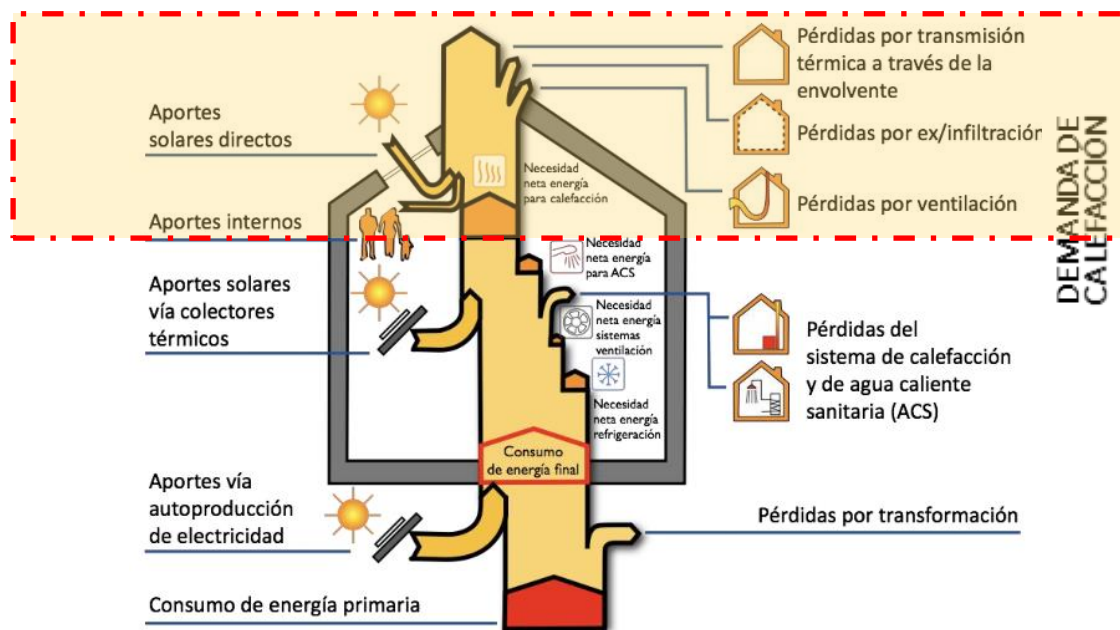 Aportes
solares directos
Aportes internos
Aportes solares
vía colectores
térmicos
Aportes vía
autoproducción
de electricidad
Consumo de energía primaria
Necesidad
neta energía
para calefacción
Necesidad
neta energía
para ACS
Necesidad
neta energía
sistemas
ventilación
Necesidad
neta energía
refrigeración
Consumo
de energía final
Pérdidas por transmisión
térmica a través de la
envolvente
Pérdidas por ex/infiltración
Pérdidas por ventilación
Pérdidas del
sistema de calefacción
y de agua caliente
sanitaria (ACS)
Pérdidas por transformación
DEMANDA DE
CALEFACCIÓN